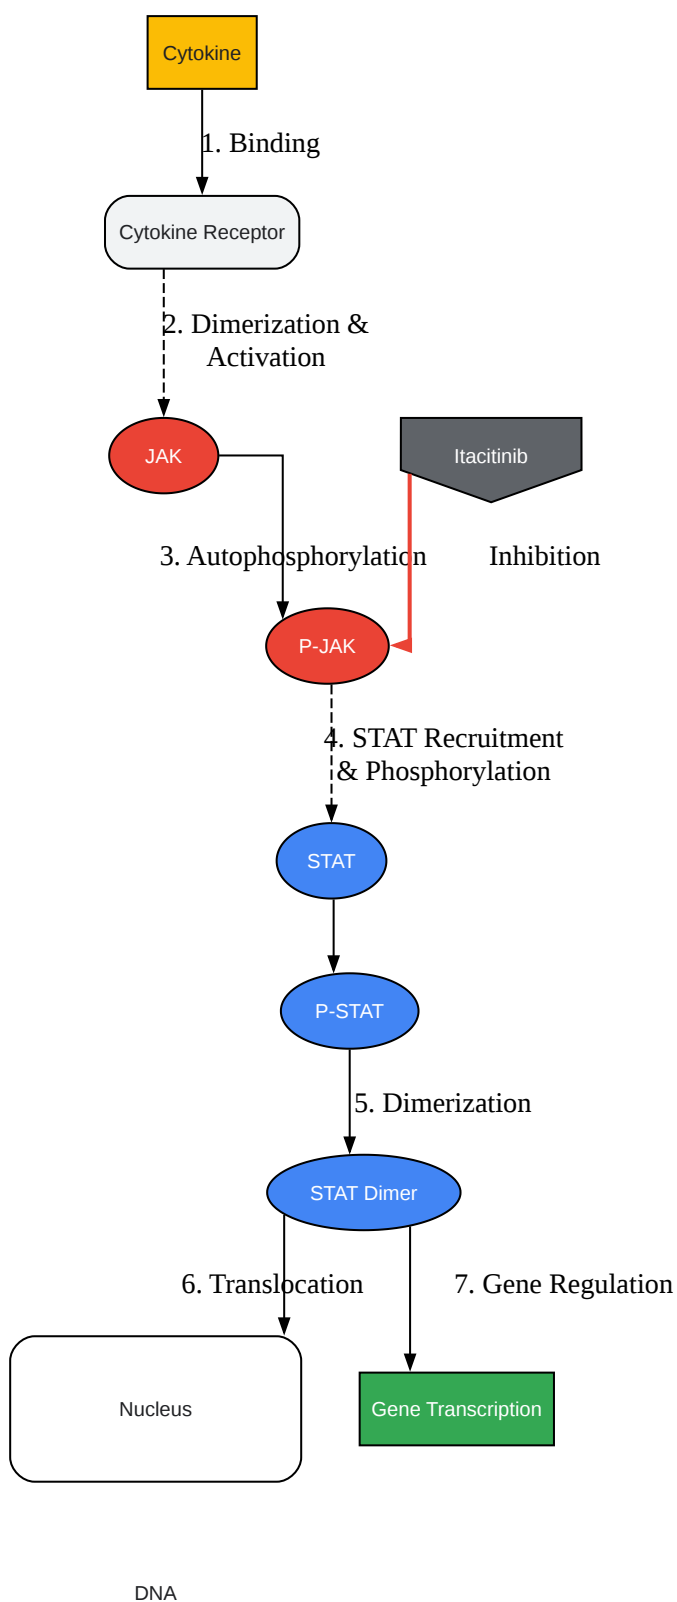 Cytokine
1. Binding
Cytokine Receptor
2. Dimerization &
Activation
JAK
Itacitinib
3. Autophosphorylation
Inhibition
P-JAK
4. STAT Recruitment
& Phosphorylation
STAT
P-STAT
5. Dimerization
STAT Dimer
6. Translocation
7. Gene Regulation
Nucleus
Gene Transcription
DNA